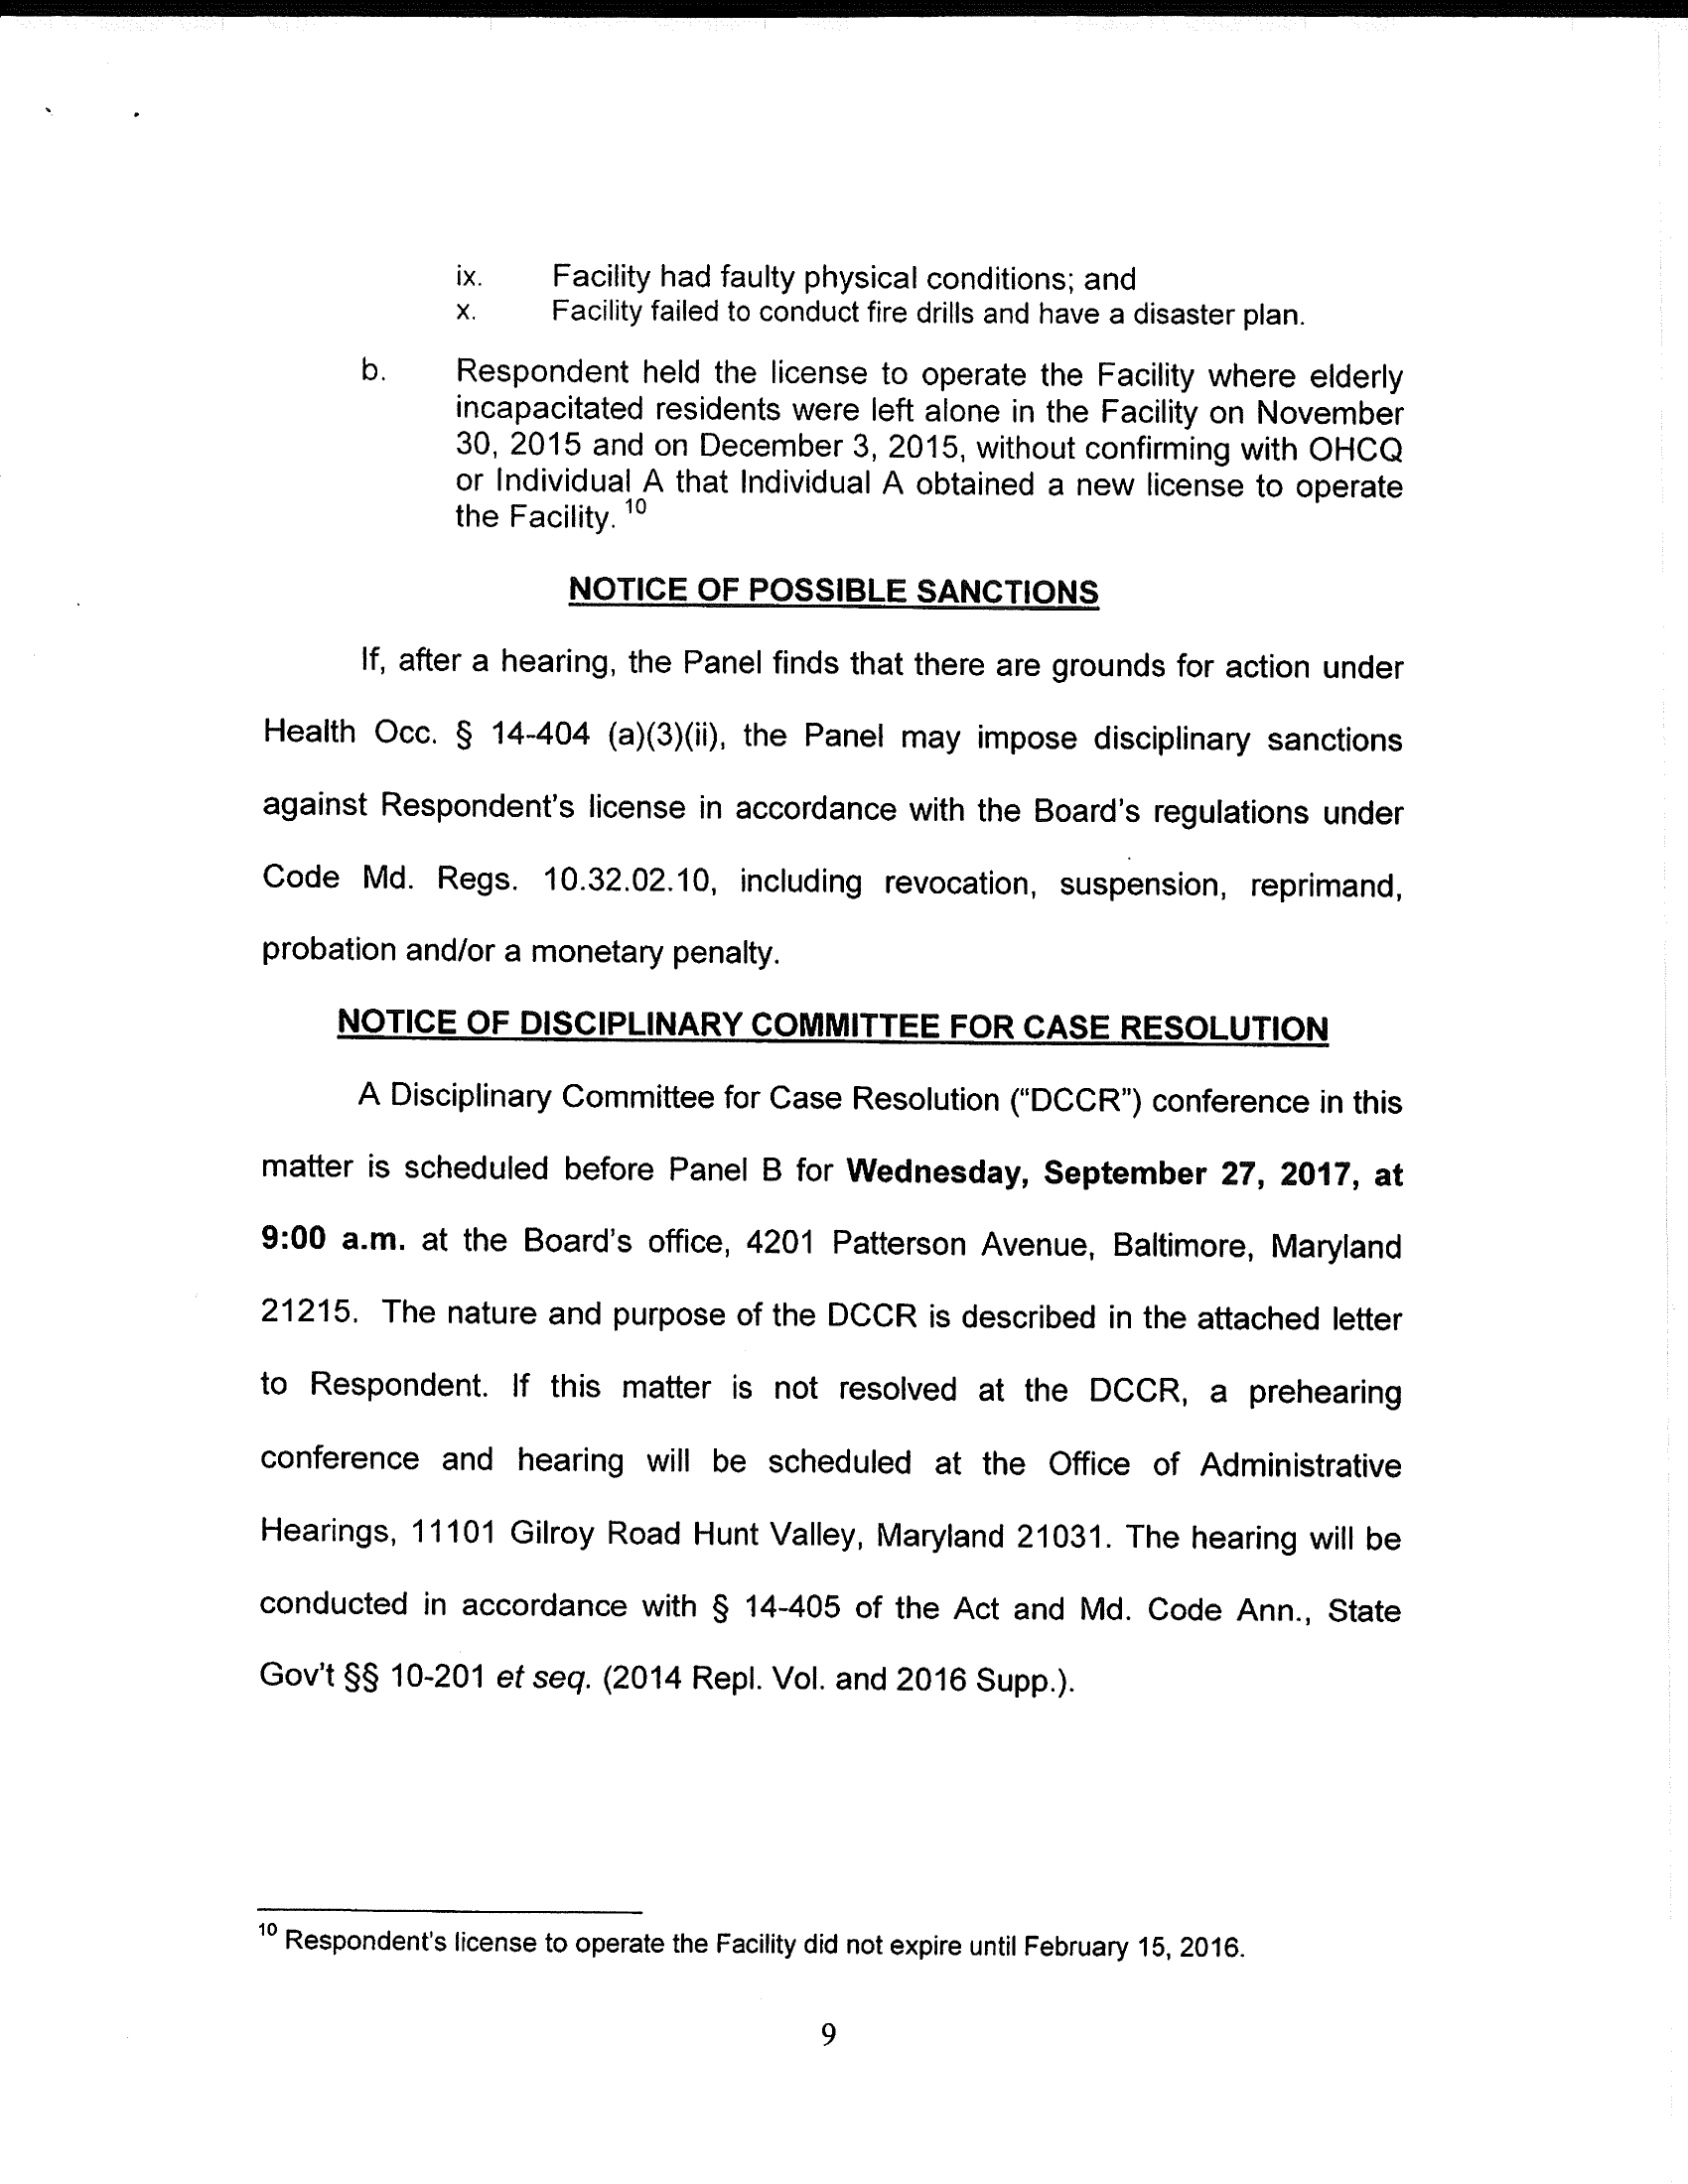 ix. Facility had faulty physical conditions; and
x. Facility failed to conduct fire drills and have a disaster plan.
b. Respondent held the license to operate the Facility where elderly
incapacitated residents were left alone in the Facility on November
30, 2015 and on December 3, 2015, without confirming with OHCQ
or Individual A that Individual A obtained a new license to operate
the Facility. 10
NOTICE OF POSSIBLE SANCTIONS
If, after a hearing, the Panel finds that there are grounds for action under
Health Occ. § 14-404 (a)(3)(ii), the Panel may impose disciplinary sanctions
against Respondent's license in accordance with the Board's regulations under
Code Md. Regs. 10.32.02.10, including revocation, suspension, reprimand,
probation and/or a monetary penalty.
NOTICE OF DISCIPLINARY COMMITTEE FOR CASE RESOLUTION
A Disciplinary Committee for Case Resolution ("DCCR") conference in this
matter is scheduled before Panel B for Wednesday, September 27, 2017, at
9:00 a.m. at the Board's office, 4201 Patterson Avenue, Baltimore, Maryland
21215. The nature and purpose of the DCCR is described in the attached letter
to Respondent. If this matter is not resolved at the DCCR, a prehearing
conference and hearing will be scheduled at the Office of Administrative
Hearings, 11101 Gilroy Road Hunt Valley, Maryland 21031. The hearing will be
conducted in accordance with § 14-405 of the Act and Md. Code Ann., State
Gov't §§ 10-201 et seq. (2014 Repl. Vol. and 2016 Supp.).
10 Respondent's license to operate the Facility did not expire until February 15, 2016.
9